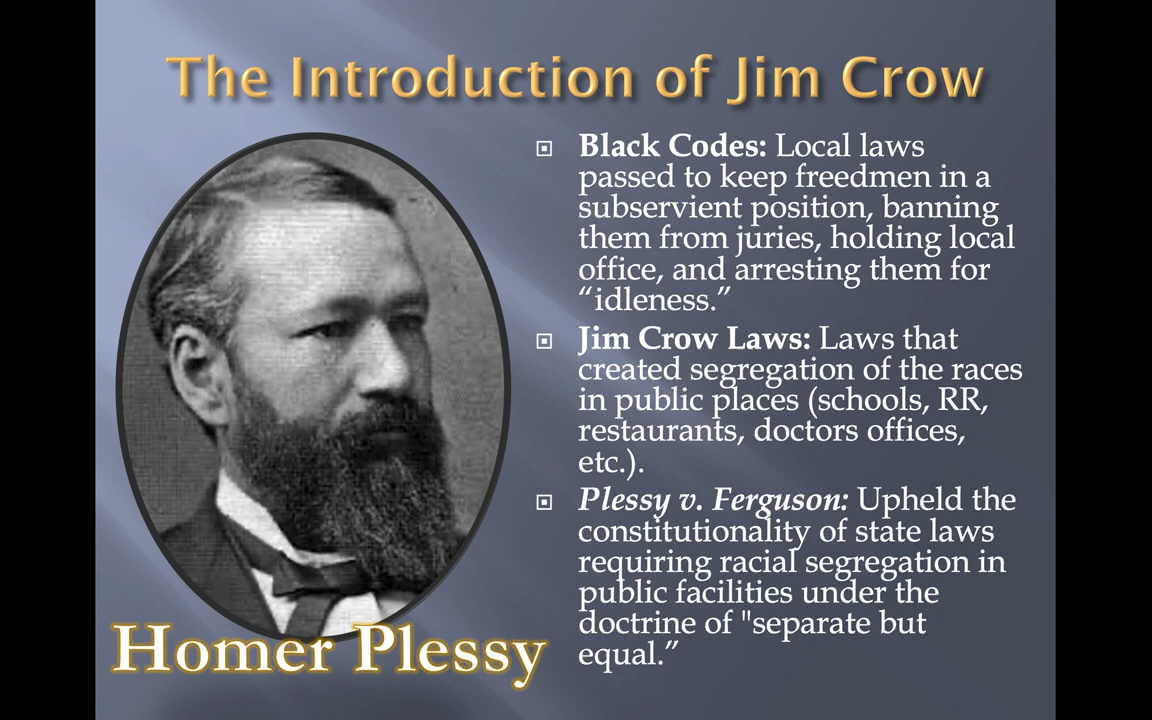 The Introduction of Jim Crow
Black Codes: Local laws
passed to keep freedmen in a
subservient position, banning
them from juries, holding local
office, and arresting them for
“idleness.”
Jim Crow Laws: Laws that
created segregation of the races
in public places (schools, RR,
restaurants, doctors offices,
etc.).
Plessy v. Ferguson: Upheld the
constitutionality of state laws
requiring racial segregation in
public facilities under the
doctrine of "separate but
equal.”
Homer Plessy